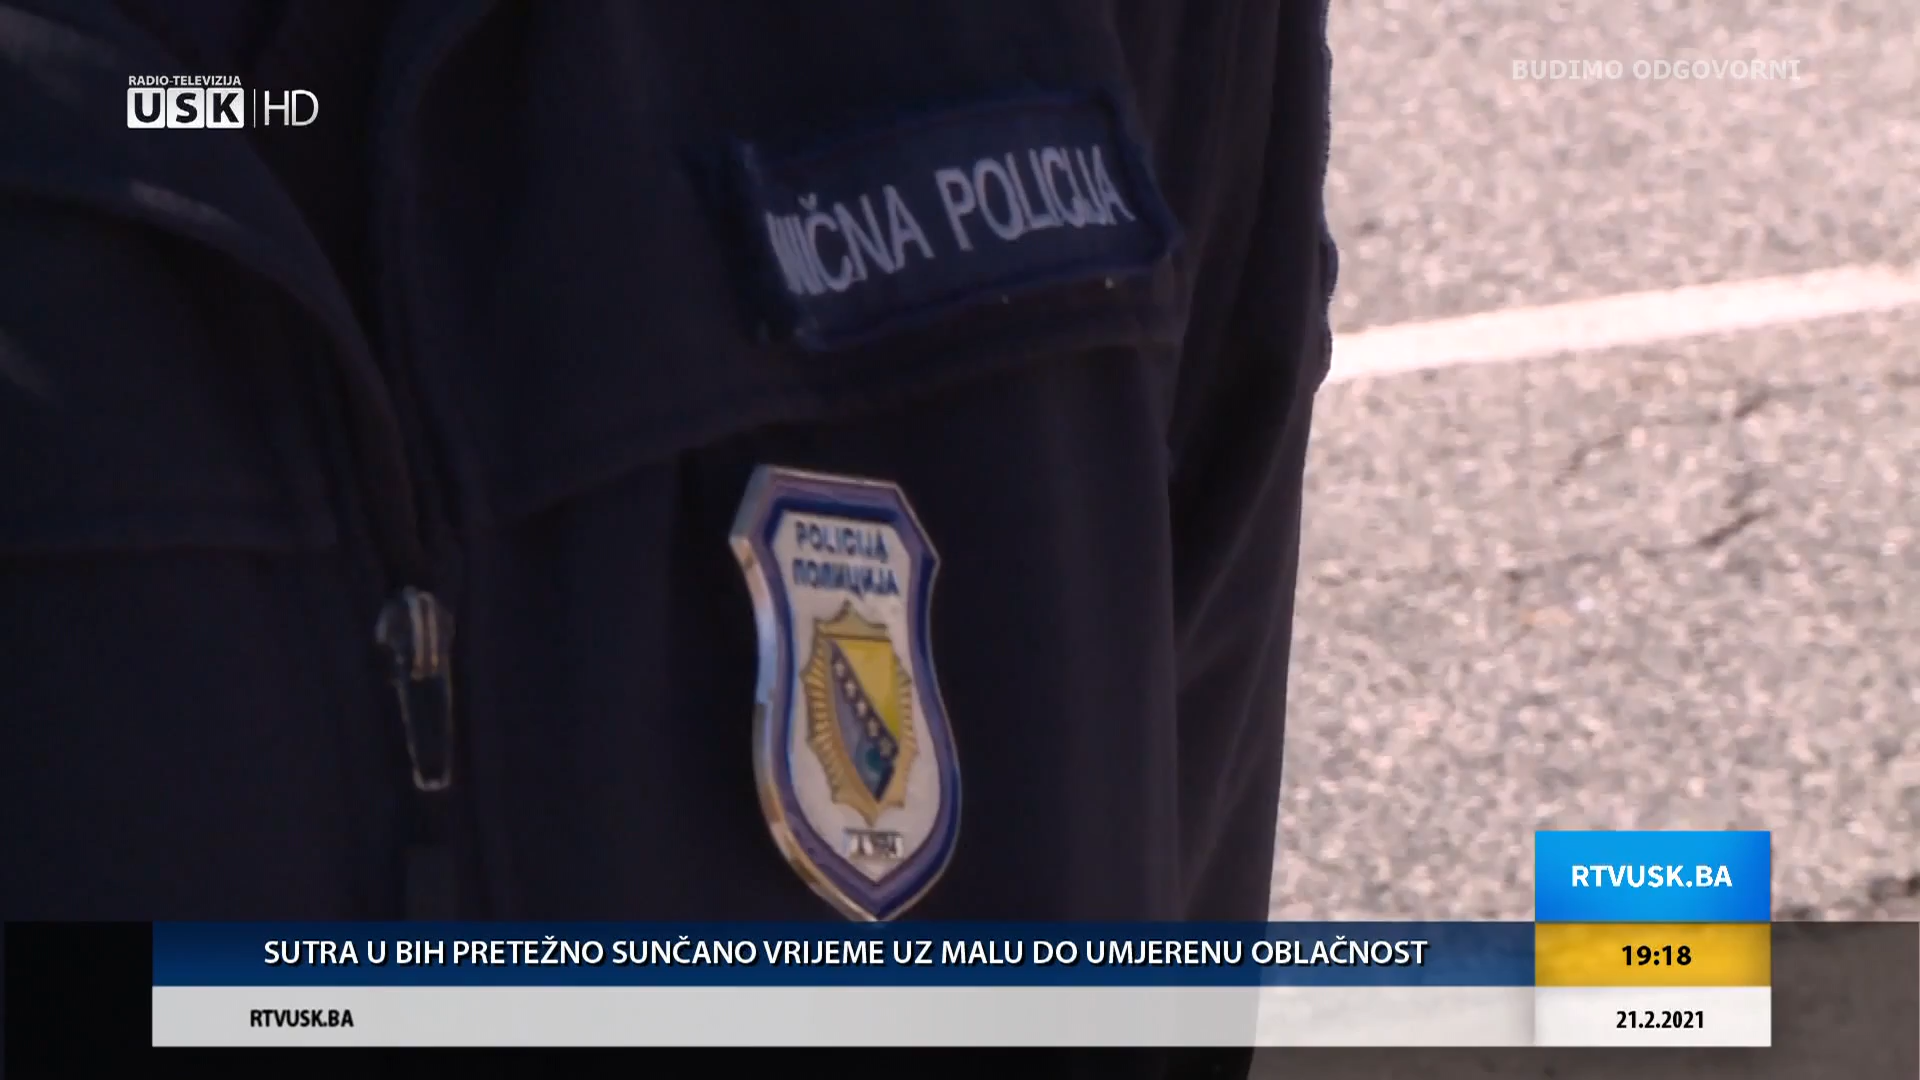 RADIO-TELEVIZIJA
USK HD
BUDIMO ODGOVORNI
POLICIJA
POLICIJA
ПОЛИЦИЈА
RTVUSK.BA
SUTRA U BIH PRETEŽNO SUNČANO VRIJEME UZ MALU DO UMJERENU OBLAČNOST
19:18
RTVUSK.BA
21.2.2021